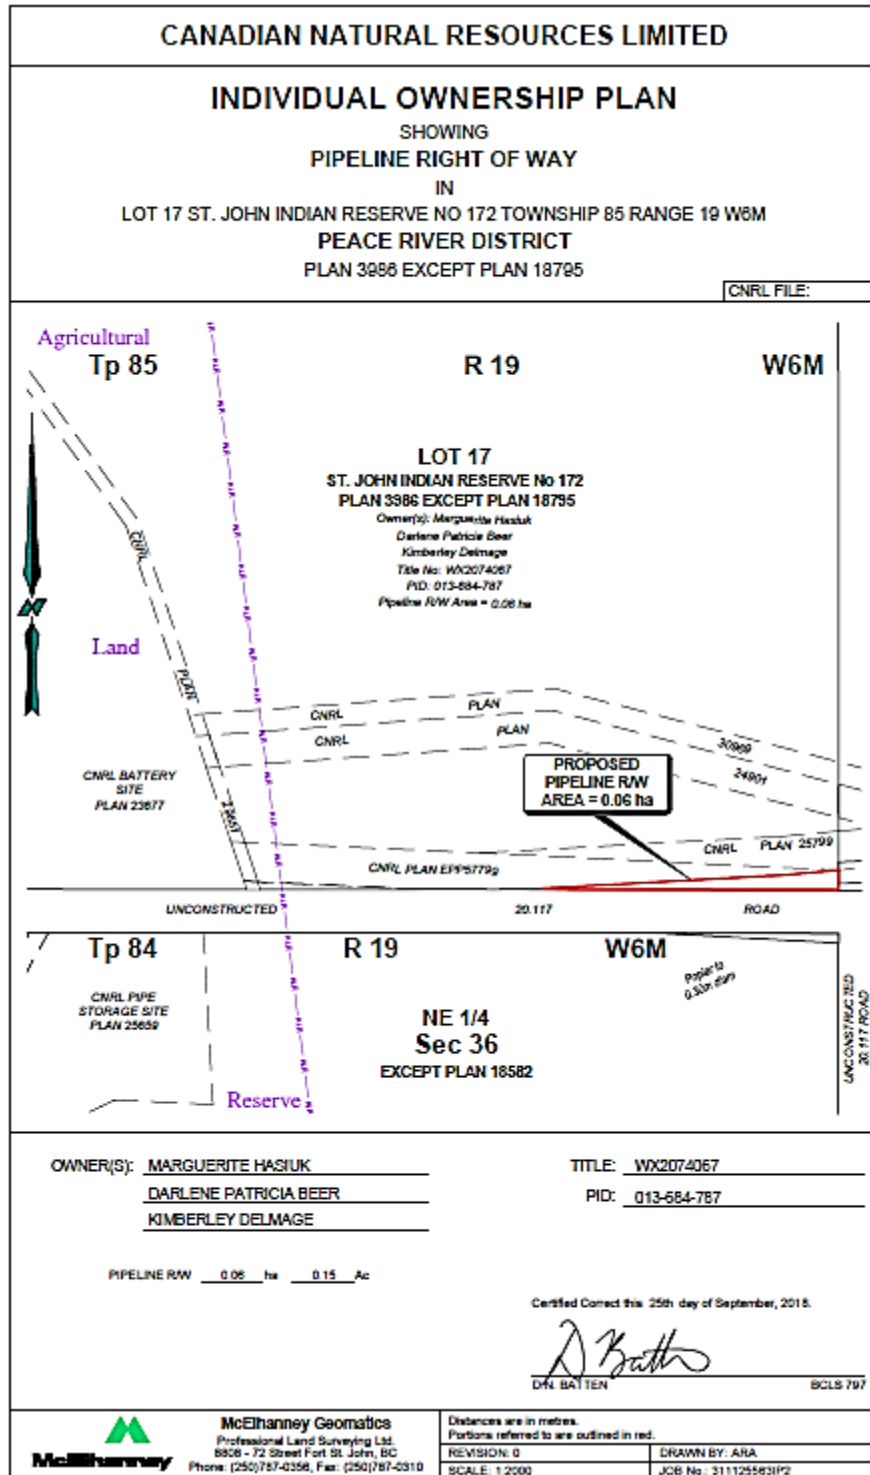 CANADIAN NATURAL RESOURCES LIMITED
INDIVIDUAL OWNERSHIP PLAN
SHOWING
PIPELINE RIGHT OF WAY
IN
LOT 17 ST. JOHN INDIAN RESERVE NO 172 TOWNSHIP 85 RANGE 19 W6M
PEACE RIVER DISTRICT
PLAN 3986 EXCEPT PLAN 18795
CNRL FILE:
Agricultural
Tp 85 R 19 W6M
LOT 17
ST. JOHN INDIAN RESERVE No 172
PLAN 3986 EXCEPT PLAN 18795
Owner(s): Marguerite Hasiuk
Darlene Patricia Beer
Kimberley Delmage
Title No: WX2074067
PID: 013-684-787
Pipeline R/W Area = 0.06 ha
CNRL
PLAN
N
Land
CNRL PLAN
CNRL PLAN
30969
24901
PROPOSED
PIPELINE R/W
AREA = 0.06 ha
CNRL BATTERY
SITE
PLAN 23677
CNRL PLAN 25799
CNRL PLAN EPP57799
UNCONSTRUCTED 20.117 ROAD
Tp 84 R 19 W6M
CNRL PIPE
STORAGE SITE
PLAN 25659
Poplar to
0.30m diam
NE 1/4
Sec 36
EXCEPT PLAN 18582
UNCONSTRUCTED
20.117 ROAD
Reserve
OWNER(S): MARGUERITE HASIUK
DARLENE PATRICIA BEER
KIMBERLEY DELMAGE
TITLE: WX2074067
PID: 013-684-787
PIPELINE R/W 0.06 ha 0.15 Ac
Certified Correct this 25th day of September, 2018.
D Batten
D.N. BATTEN BCLS 797
McElhanney
McElhanney Geomatics
Professional Land Surveying Ltd.
8808 - 72 Street Fort St. John, BC
Phone: (250)787-0356, Fax: (250)787-0310
Distances are in metres.
Portions referred to are outlined in red.
REVISION: 0 DRAWN BY: ARA
SCALE: 1:2000 JOB No.: 311125563IP2